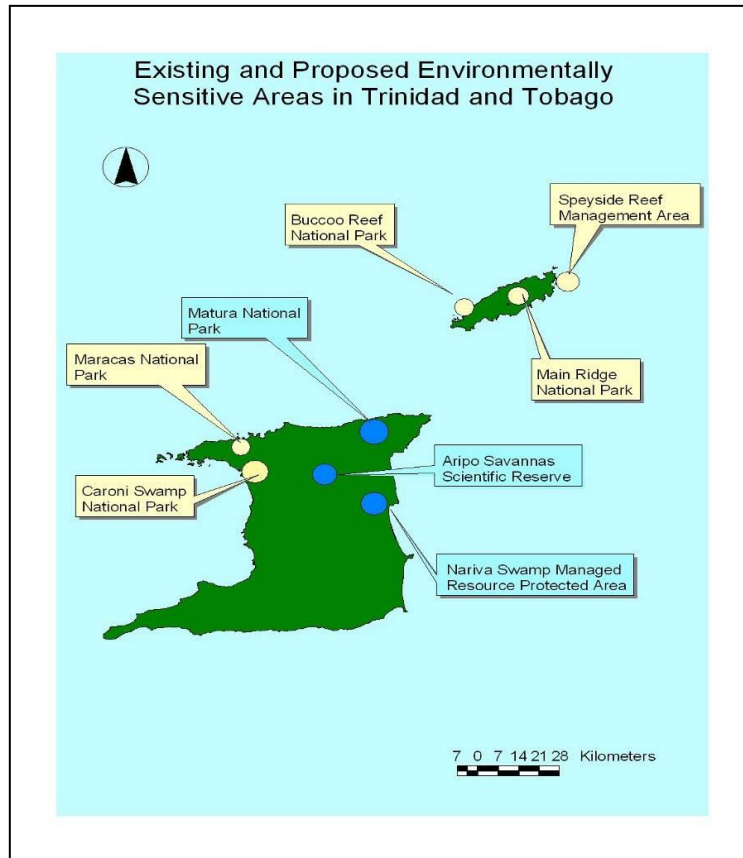 Existing and Proposed Environmentally
Sensitive Areas in Trinidad and Tobago
Speyside Reef
Management Area
Buccoo Reef
National Park
Matura National
Park
Maracas National
Park
Main Ridge
National Park
Aripo Savannas
Scientific Reserve
Caroni Swamp
National Park
Nariva Swamp Managed
Resource Protected Area
7 0 7 14 21 28 Kilometers